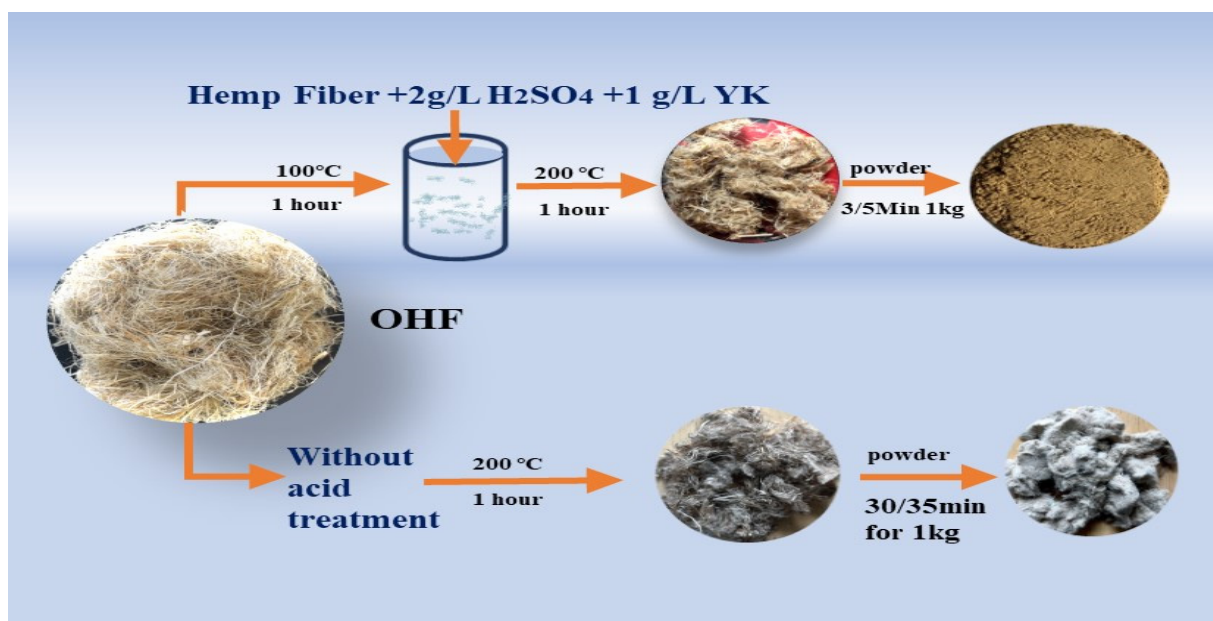 Hemp Fiber +2g/L H2SO4 +1 g/L YK
100°C
1 hour
200 °C
1 hour
powder
3/5Min 1kg
OHF
Without
acid
treatment
200 °C
1 hour
powder
30/35min
for 1kg